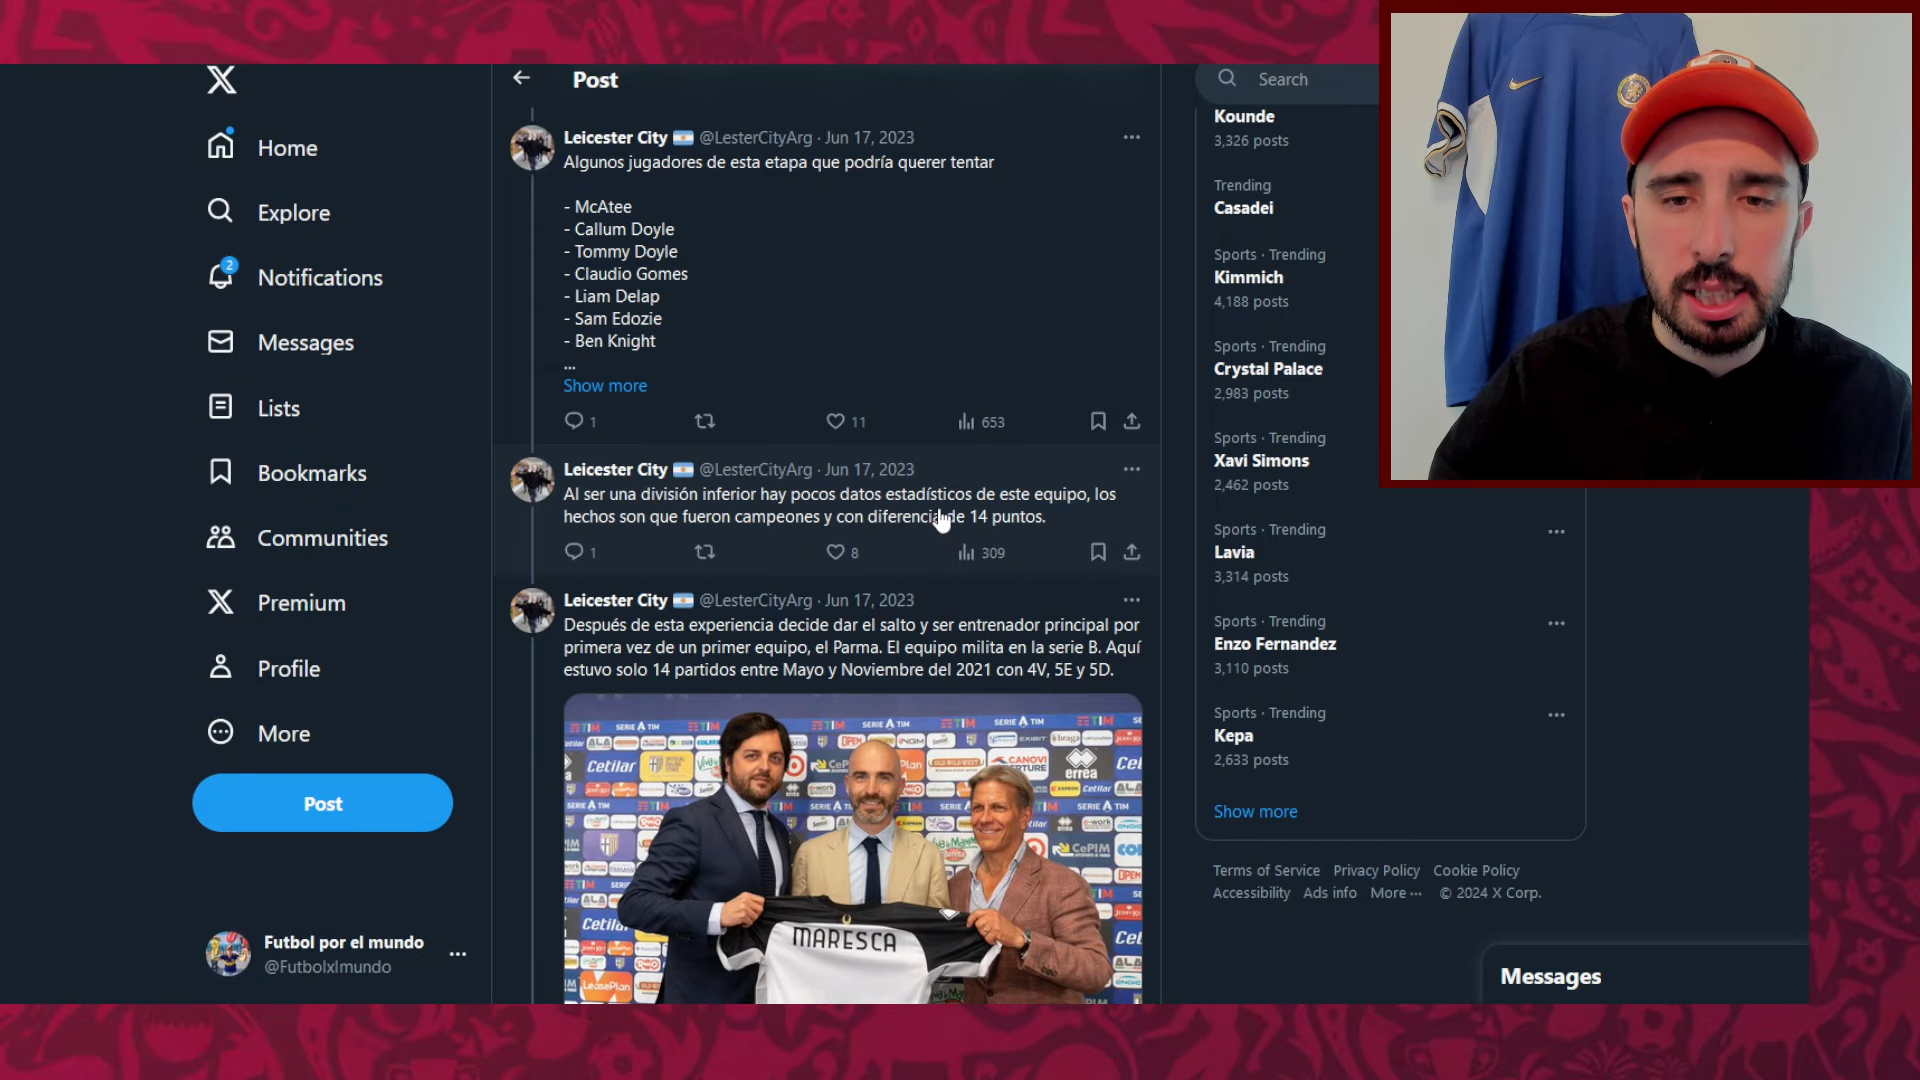 Home
Explore
2
Notifications
Messages
Lists
Bookmarks
Communities
Premium
Profile
More
Post
Futbol por el mundo
@Futbolxlmundo
Post
Leicester City @LesterCityArg · Jun 17, 2023
Algunos jugadores de esta etapa que podría querer tentar
- McAtee
- Callum Doyle
- Tommy Doyle
- Claudio Gomes
- Liam Delap
- Sam Edozie
- Ben Knight
...
Show more
1 11 653
Leicester City @LesterCityArg · Jun 17, 2023
Al ser una división inferior hay pocos datos estadísticos de este equipo, los
hechos son que fueron campeones y con diferencia de 14 puntos.
1 8 309
Leicester City @LesterCityArg · Jun 17, 2023
Después de esta experiencia decide dar el salto y ser entrenador principal por
primera vez de un primer equipo, el Parma. El equipo milita en la serie B. Aquí
estuvo solo 14 partidos entre Mayo y Noviembre del 2021 con 4V, 5E y 5D.
SERIE A TIM
Cetilar
errea
CANOVI
CePIM
LeasePlan
MARESCA
Search
Kounde
3,326 posts
Trending
Casadei
Sports · Trending
Kimmich
4,188 posts
Sports · Trending
Crystal Palace
2,983 posts
Sports · Trending
Xavi Simons
2,462 posts
Sports · Trending
Lavia
3,314 posts
Sports · Trending
Enzo Fernandez
3,110 posts
Sports · Trending
Kepa
2,633 posts
Show more
Terms of Service Privacy Policy Cookie Policy
Accessibility Ads info More ··· © 2024 X Corp.
Messages